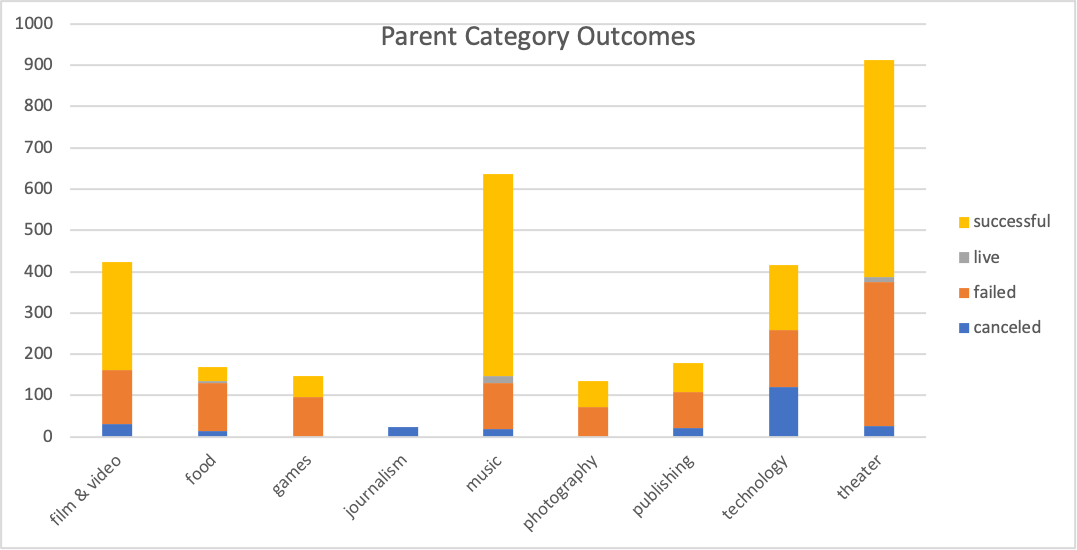 Parent Category Outcomes
1000
900
800
700
600
500
400
300
200
100
0
film & video
food
games
journalism
music
photography
publishing
technology
theater
successful
live
failed
canceled